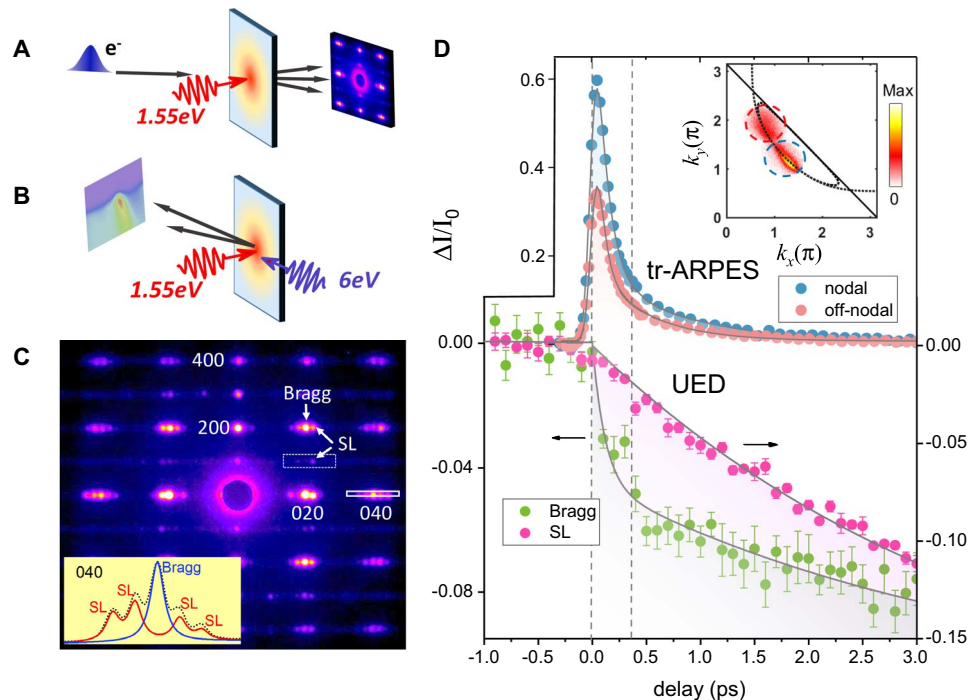 A
e-
1.55eV
B
1.55eV
6eV
C
400
Bragg
200
SL
020
040
040
Bragg
SL
SL
SL
SL
D
0.6
0.4
0.2
0.00
-0.04
-0.08
ΔI/I0
3
2
1
0
ky(π)
0 1 2 3
kx(π)
Max
0
tr-ARPES
nodal
off-nodal
0.00
UED
-0.05
Bragg
SL
-0.10
-0.15
-1.0 -0.5 0.0 0.5 1.0 1.5 2.0 2.5 3.0
delay (ps)